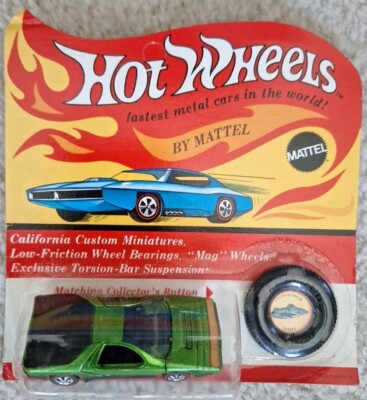 HOT WHEELS
fastest metal cars in the world!
BY MATTEL
MATTEL
California Custom Miniatures.
Low-Friction Wheel Bearings. "Mag" Wheels.
Exclusive Torsion-Bar Suspension.
Matching Collector's Button